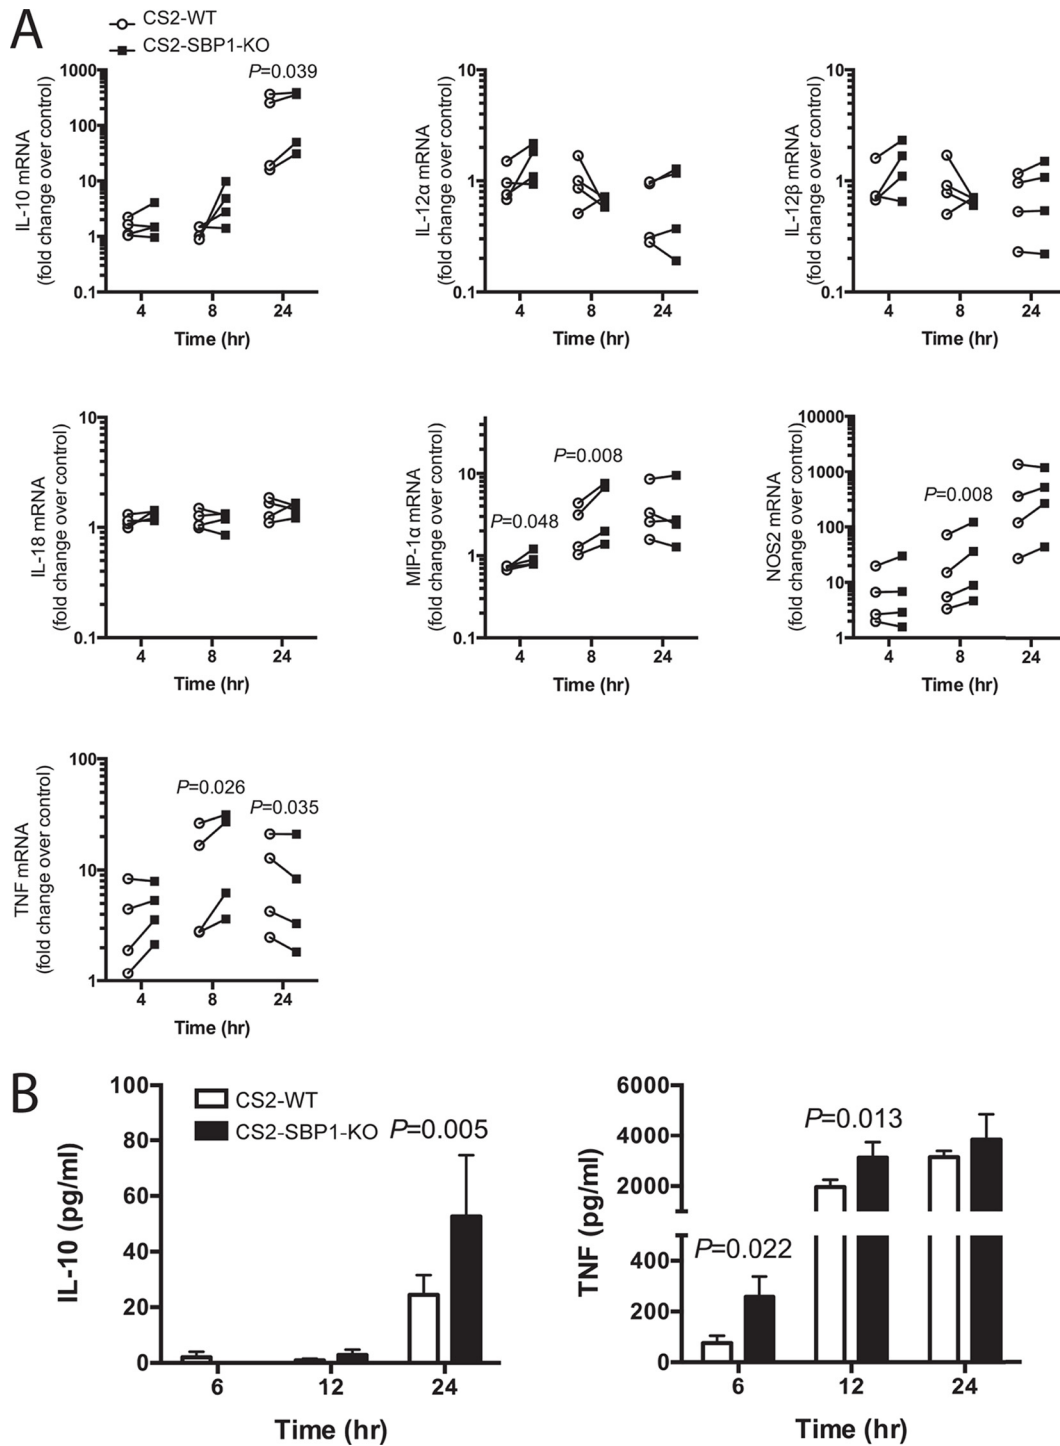 A
CS2-WT
CS2-SBP1-KO
IL-10 mRNA
(fold change over control)
1000
100
10
1
0.1
P=0.039
4 8 24
Time (hr)
IL-12α mRNA
(fold change over control)
10
1
0.1
4 8 24
Time (hr)
IL-12β mRNA
(fold change over control)
10
1
0.1
4 8 24
Time (hr)
IL-18 mRNA
(fold change over control)
10
1
0.1
4 8 24
Time (hr)
MIP-1α mRNA
(fold change over control)
10
1
0.1
P=0.008
P=0.048
4 8 24
Time (hr)
NOS2 mRNA
(fold change over control)
10000
1000
100
10
1
P=0.008
4 8 24
Time (hr)
TNF mRNA
(fold change over control)
100
10
1
P=0.026
P=0.035
4 8 24
Time (hr)
B
IL-10 (pg/ml)
100
80
60
40
20
0
CS2-WT
CS2-SBP1-KO
P=0.005
6 12 24
Time (hr)
TNF (pg/ml)
6000
4000
2000
400
200
0
P=0.013
P=0.022
6 12 24
Time (hr)